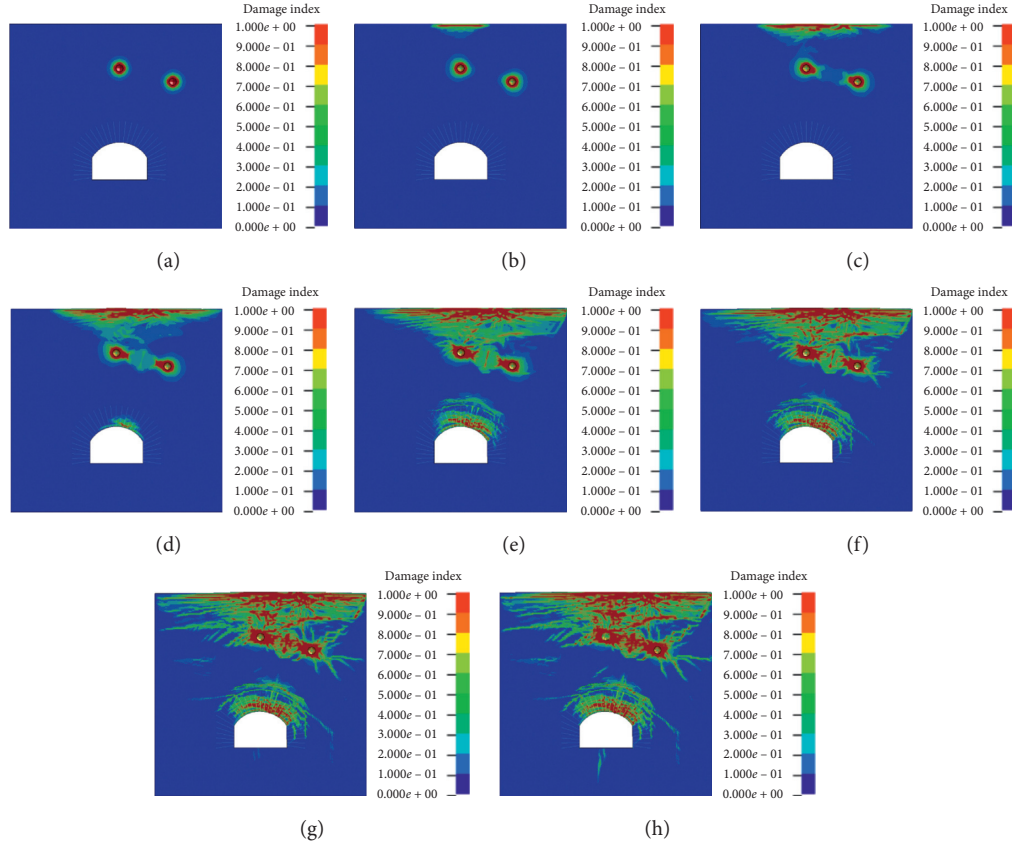 Damage index
1.000e + 00
9.000e – 01
8.000e – 01
7.000e – 01
6.000e – 01
5.000e – 01
4.000e – 01
3.000e – 01
2.000e – 01
1.000e – 01
0.000e + 00
(a)
Damage index
1.000e + 00
9.000e – 01
8.000e – 01
7.000e – 01
6.000e – 01
5.000e – 01
4.000e – 01
3.000e – 01
2.000e – 01
1.000e – 01
0.000e + 00
(b)
Damage index
1.000e + 00
9.000e – 01
8.000e – 01
7.000e – 01
6.000e – 01
5.000e – 01
4.000e – 01
3.000e – 01
2.000e – 01
1.000e – 01
0.000e + 00
(c)
Damage index
1.000e + 00
9.000e – 01
8.000e – 01
7.000e – 01
6.000e – 01
5.000e – 01
4.000e – 01
3.000e – 01
2.000e – 01
1.000e – 01
0.000e + 00
(d)
Damage index
1.000e + 00
9.000e – 01
8.000e – 01
7.000e – 01
6.000e – 01
5.000e – 01
4.000e – 01
3.000e – 01
2.000e – 01
1.000e – 01
0.000e + 00
(e)
Damage index
1.000e + 00
9.000e – 01
8.000e – 01
7.000e – 01
6.000e – 01
5.000e – 01
4.000e – 01
3.000e – 01
2.000e – 01
1.000e – 01
0.000e + 00
(f)
Damage index
1.000e + 00
9.000e – 01
8.000e – 01
7.000e – 01
6.000e – 01
5.000e – 01
4.000e – 01
3.000e – 01
2.000e – 01
1.000e – 01
0.000e + 00
(g)
Damage index
1.000e + 00
9.000e – 01
8.000e – 01
7.000e – 01
6.000e – 01
5.000e – 01
4.000e – 01
3.000e – 01
2.000e – 01
1.000e – 01
0.000e + 00
(h)